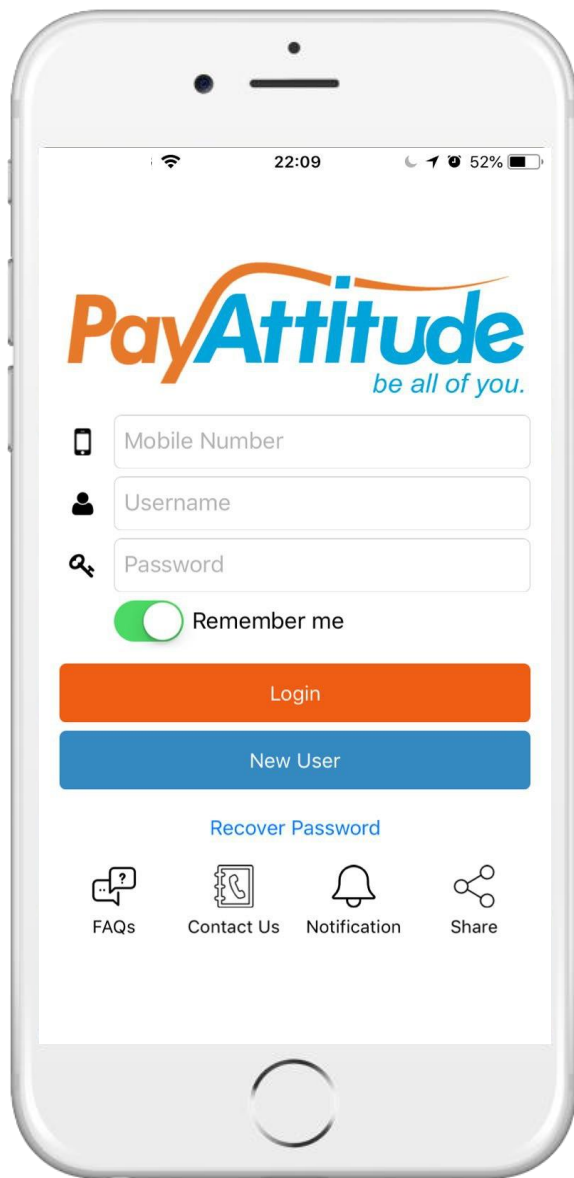 22:09 52%
PayAttitude
be all of you.
Mobile Number
Username
Password
Remember me
Login
New User
Recover Password
FAQs Contact Us Notification Share